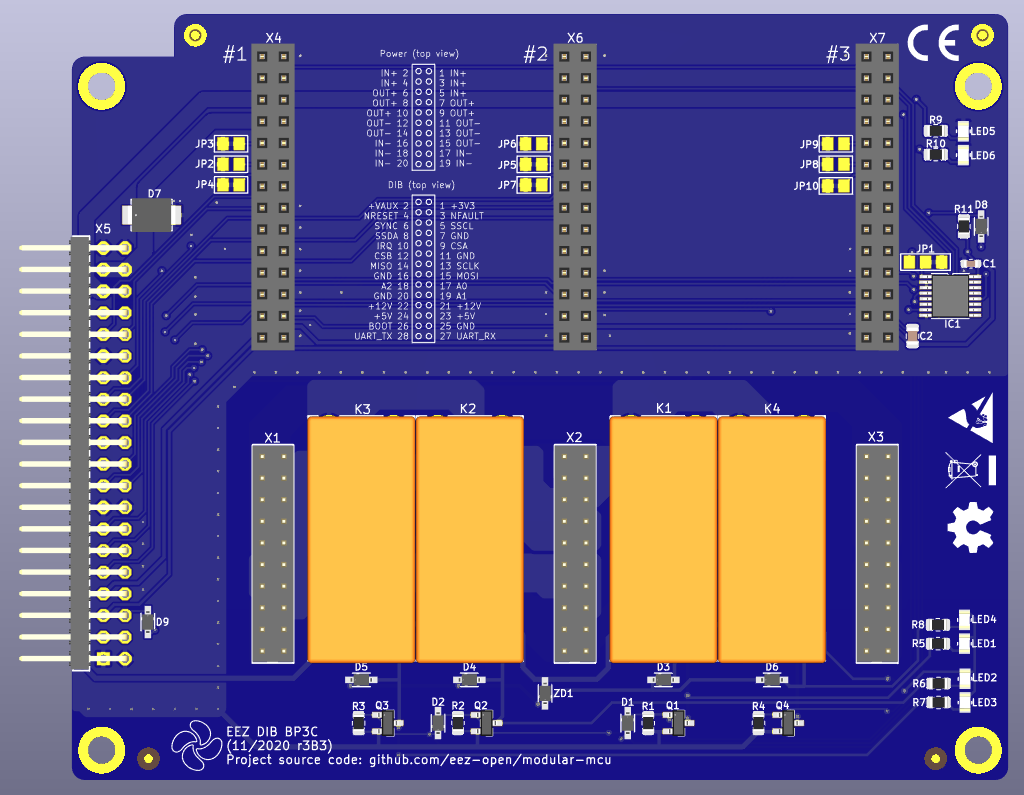 #1
X4
Power (top view)
IN+ 2 1 IN+
IN+ 4 3 IN+
OUT+ 6 5 IN+
OUT+ 8 7 OUT+
OUT+ 10 9 OUT+
OUT- 12 11 OUT-
OUT- 14 13 OUT-
IN- 16 15 OUT-
IN- 18 17 IN-
IN- 20 19 IN-
DIB (top view)
+VAUX 2 1 +3V3
NRESET 4 3 NFAULT
SYNC 6 5 SSCL
SSDA 8 7 GND
IRQ 10 9 CSA
CSB 12 11 GND
MISO 14 13 SCLK
GND 16 15 MOSI
A2 18 17 A0
GND 20 19 A1
+12V 22 21 +12V
+5V 24 23 +5V
BOOT 26 25 GND
UART_TX 28 27 UART_RX
#2
X6
#3
X7
CE
JP3
JP2
JP4
JP6
JP5
JP7
JP9
JP8
JP10
R9
LED5
R10
LED6
D7
X5
R11
D8
JP1
C1
IC1
C2
K3
K2
K1
K4
X1
X2
X3
D9
R8
LED4
R5
LED1
R6
LED2
R7
LED3
D5
D4
D3
D6
ZD1
R3
Q3
D2
R2
Q2
D1
R1
Q1
R4
Q4
EEZ DIB BP3C
(11/2020 r3B3)
Project source code: github.com/eez-open/modular-mcu